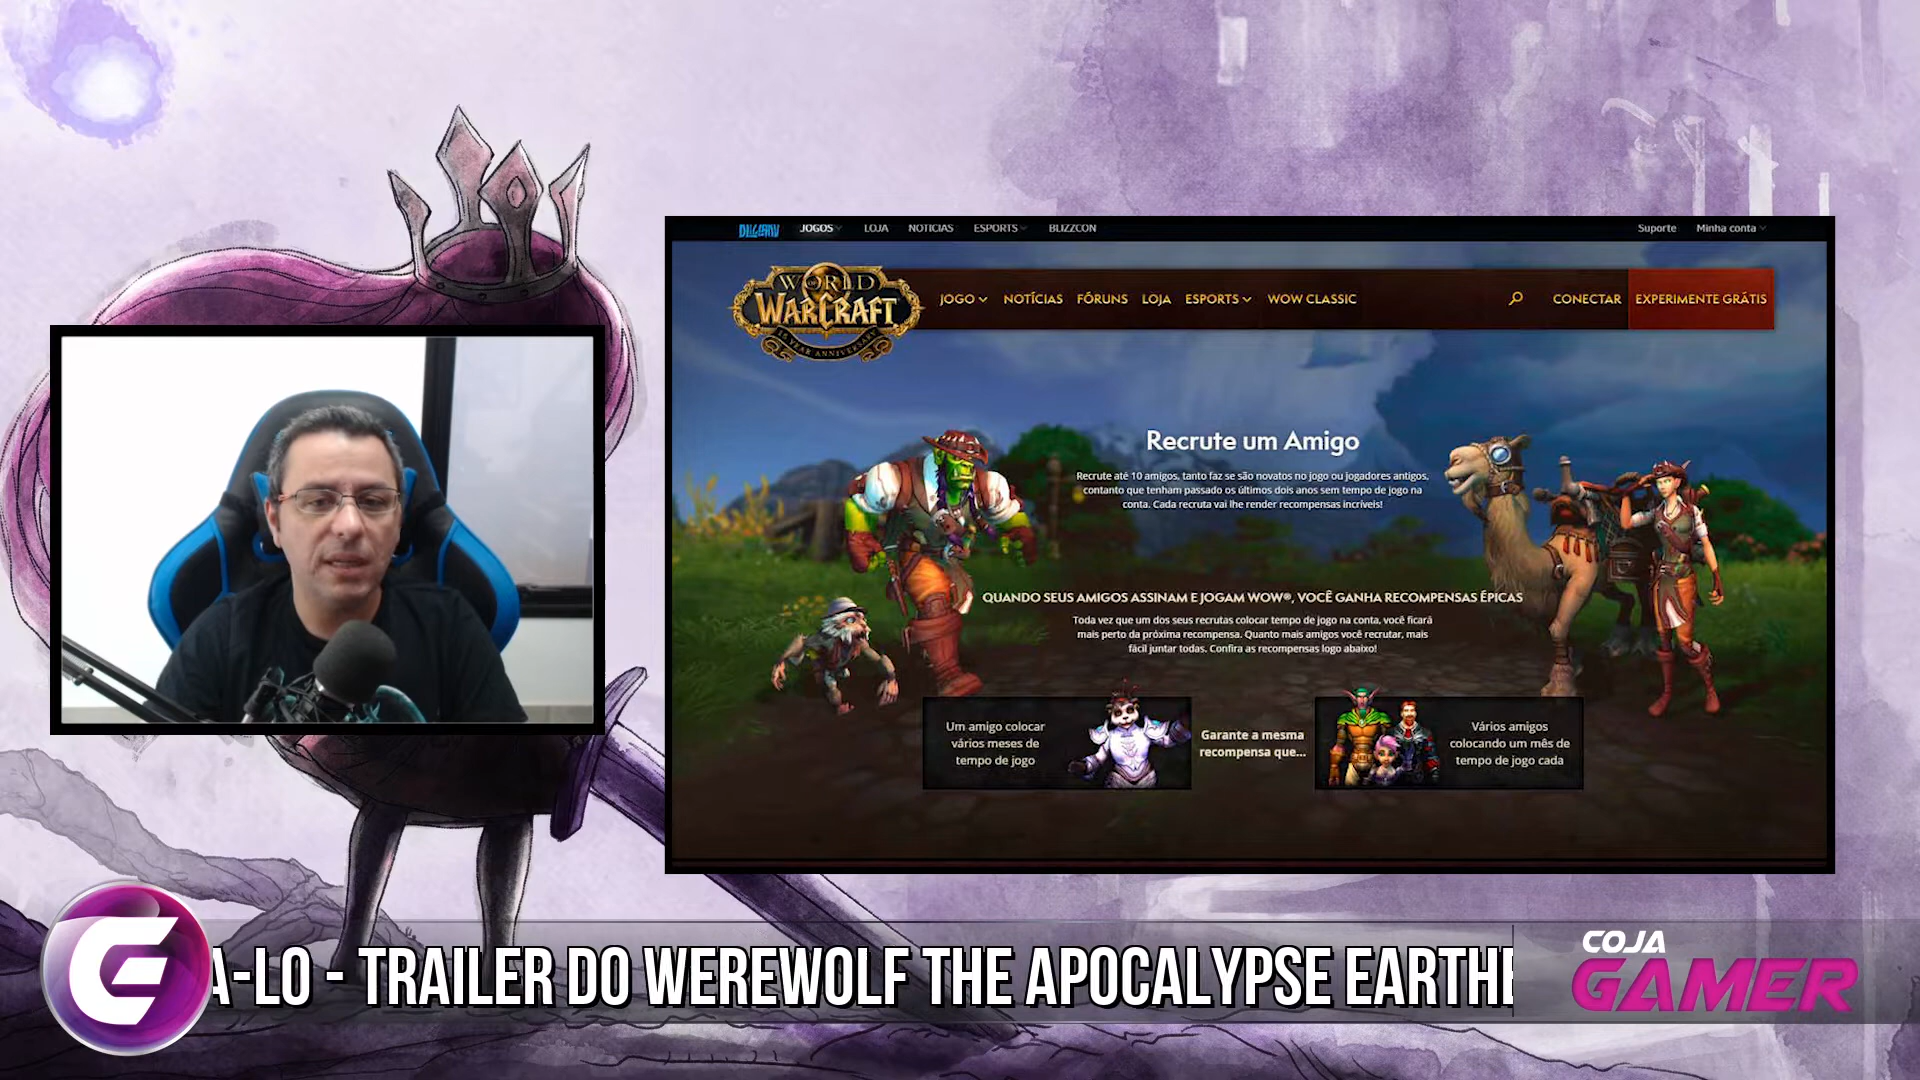 BLIZZARD JOGOS LOJA NOTÍCIAS ESPORTS BLIZZCON Suporte Minha conta
WORLD OF WARCRAFT
15 YEAR ANNIVERSARY
JOGO NOTÍCIAS FÓRUNS LOJA ESPORTS WOW CLASSIC CONECTAR EXPERIMENTE GRÁTIS
Recrute um Amigo
Recrute até 10 amigos, tanto faz se são novatos no jogo ou jogadores antigos,
contanto que tenham passado os últimos dois anos sem tempo de jogo na
conta. Cada recruta vai lhe render recompensas incríveis!
QUANDO SEUS AMIGOS ASSINAM E JOGAM WOW®, VOCÊ GANHA RECOMPENSAS ÉPICAS
Toda vez que um dos seus recrutas colocar tempo de jogo na conta, você ficará
mais perto da próxima recompensa. Quanto mais amigos você recrutar, mais
fácil juntar todas. Confira as recompensas logo abaixo!
Um amigo colocar
vários meses de
tempo de jogo
Garante a mesma
recompensa que...
Vários amigos
colocando um mês de
tempo de jogo cada
A-LO - TRAILER DO WEREWOLF THE APOCALYPSE EARTHB
COJA
GAMER